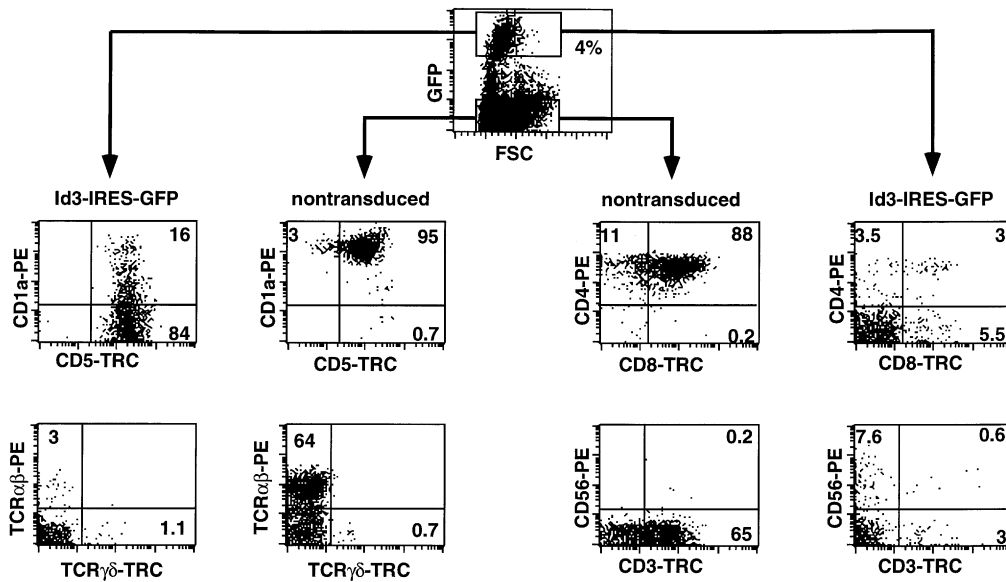 GFP
4%
FSC
Id3-IRES-GFP
nontransduced
nontransduced
Id3-IRES-GFP
CD1a-PE
16
84
CD5-TRC
CD1a-PE
3
95
0.7
CD5-TRC
CD4-PE
11
88
0.2
CD8-TRC
CD4-PE
3.5
3
5.5
CD8-TRC
TCRαβ-PE
3
1.1
TCRγδ-TRC
TCRαβ-PE
64
0.7
TCRγδ-TRC
CD56-PE
0.2
65
CD3-TRC
CD56-PE
7.6
0.6
3
CD3-TRC